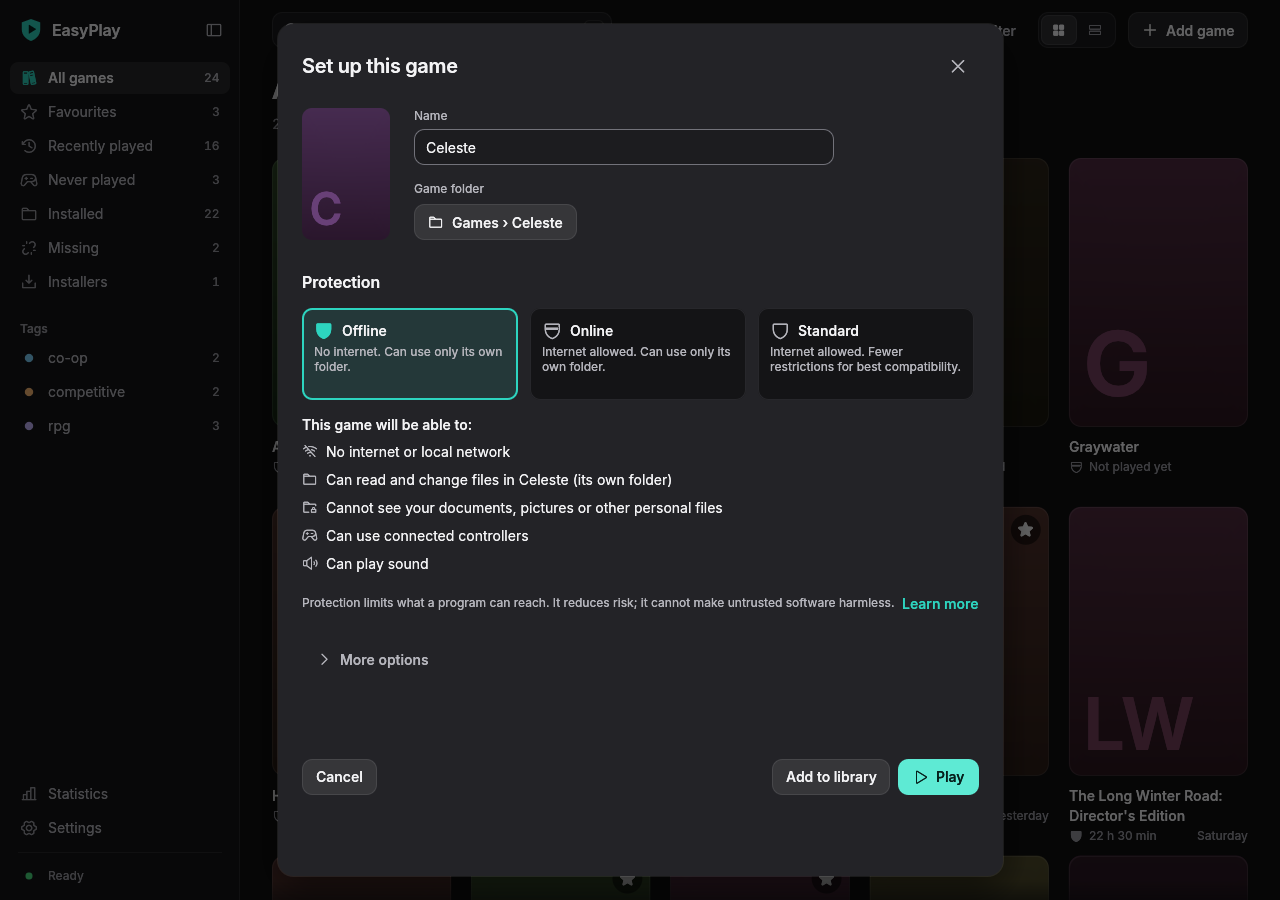 EasyPlay
All games 24
Favourites 3
Recently played 16
Never played 3
Installed 22
Missing 2
Installers 1
Tags
co-op 2
competitive 2
rpg 3
Statistics
Settings
Ready
Add game
Set up this game
C
Name
Celeste
Game folder
Games › Celeste
Protection
Offline
No internet. Can use only its own
folder.
Online
Internet allowed. Can use only its
own folder.
Standard
Internet allowed. Fewer
restrictions for best compatibility.
This game will be able to:
No internet or local network
Can read and change files in Celeste (its own folder)
Cannot see your documents, pictures or other personal files
Can use connected controllers
Can play sound
Protection limits what a program can reach. It reduces risk; it cannot make untrusted software harmless. Learn more
More options
Cancel
Add to library
Play
G
Graywater
Not played yet
LW
The Long Winter Road:
Director's Edition
22 h 30 min Saturday